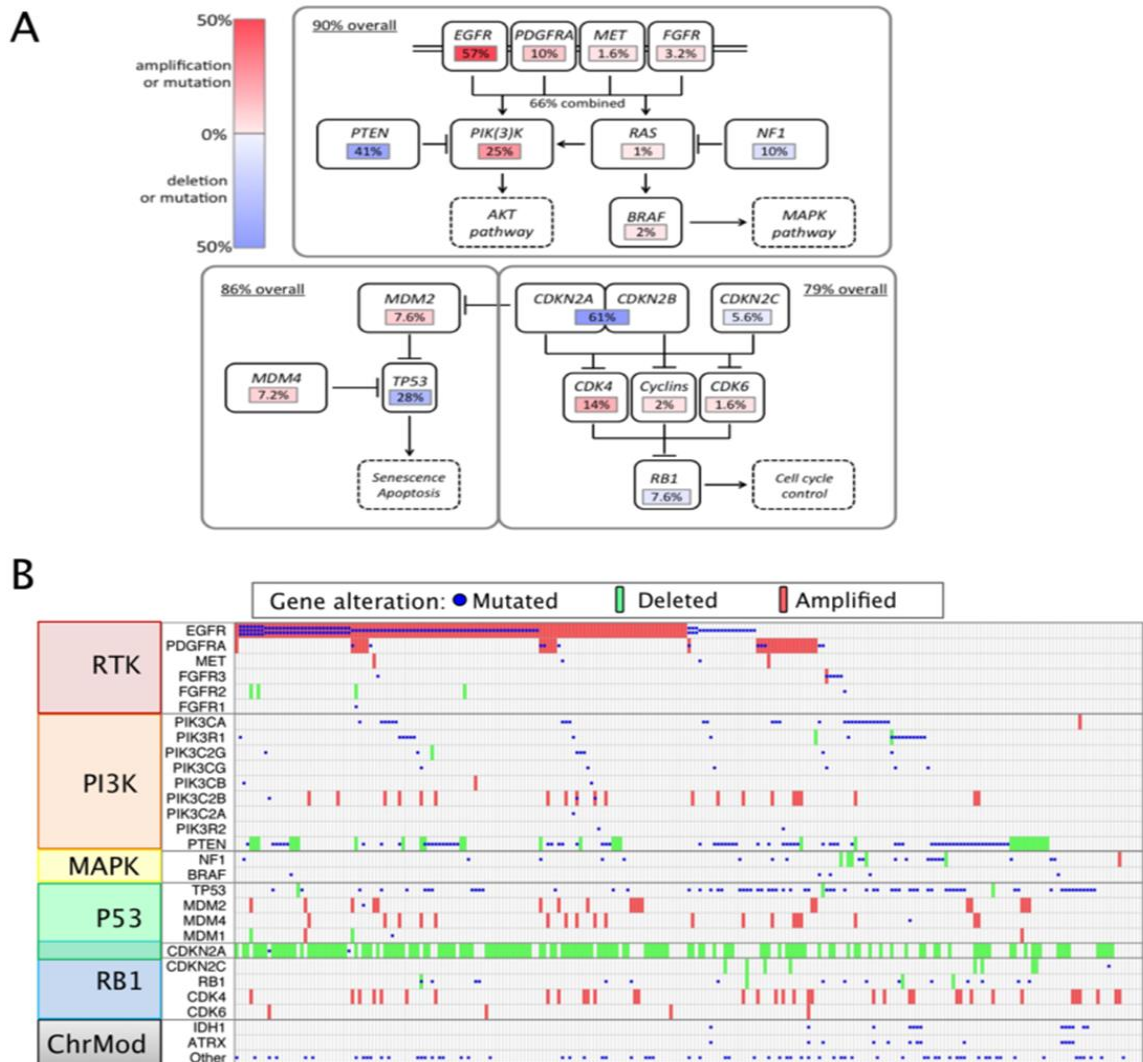 A
50%
amplification
or mutation
0%
deletion
or mutation
50%
90% overall
EGFR PDGFRA MET FGFR
57% 10% 1.6% 3.2%
66% combined
PTEN PIK(3)K RAS NF1
41% 25% 1% 10%
AKT
pathway
BRAF
2%
MAPK
pathway
86% overall
MDM2
7.6%
MDM4
7.2%
TP53
28%
Senescence
Apoptosis
79% overall
CDKN2A CDKN2B CDKN2C
61% 5.6%
CDK4 Cyclins CDK6
14% 2% 1.6%
RB1
7.6%
Cell cycle
control
B
Gene alteration: Mutated Deleted Amplified
RTK
EGFR
PDGFRA
MET
FGFR3
FGFR2
FGFR1
PI3K
PIK3CA
PIK3R1
PIK3C2G
PIK3CG
PIK3CB
PIK3C2B
PIK3C2A
PIK3R2
PTEN
MAPK
NF1
BRAF
P53
TP53
MDM2
MDM4
MDM1
CDKN2A
RB1
CDKN2C
RB1
CDK4
CDK6
ChrMod
IDH1
ATRX
Other